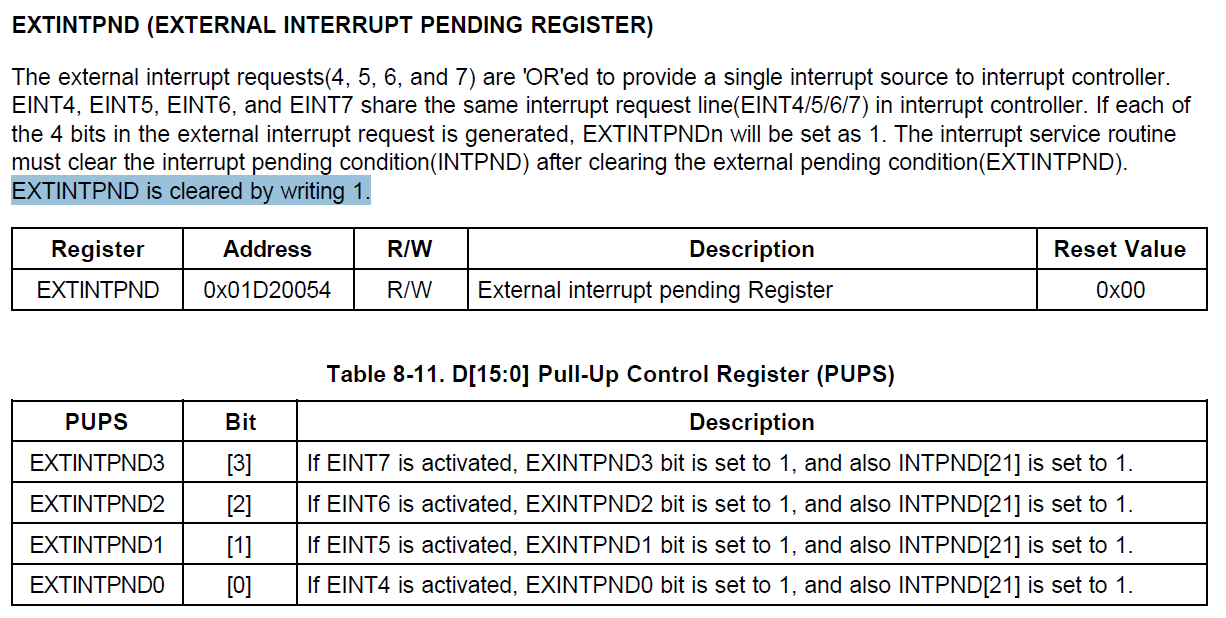 EXTINTPND (EXTERNAL INTERRUPT PENDING REGISTER)
The external interrupt requests(4, 5, 6, and 7) are 'OR'ed to provide a single interrupt source to interrupt controller.
EINT4, EINT5, EINT6, and EINT7 share the same interrupt request line(EINT4/5/6/7) in interrupt controller. If each of
the 4 bits in the external interrupt request is generated, EXTINTPNDn will be set as 1. The interrupt service routine
must clear the interrupt pending condition(INTPND) after clearing the external pending condition(EXTINTPND).
EXTINTPND is cleared by writing 1.
Register Address R/W Description Reset Value
EXTINTPND 0x01D20054 R/W External interrupt pending Register 0x00
Table 8-11. D[15:0] Pull-Up Control Register (PUPS)
PUPS Bit Description
EXTINTPND3 [3] If EINT7 is activated, EXINTPND3 bit is set to 1, and also INTPND[21] is set to 1.
EXTINTPND2 [2] If EINT6 is activated, EXINTPND2 bit is set to 1, and also INTPND[21] is set to 1.
EXTINTPND1 [1] If EINT5 is activated, EXINTPND1 bit is set to 1, and also INTPND[21] is set to 1.
EXTINTPND0 [0] If EINT4 is activated, EXINTPND0 bit is set to 1, and also INTPND[21] is set to 1.